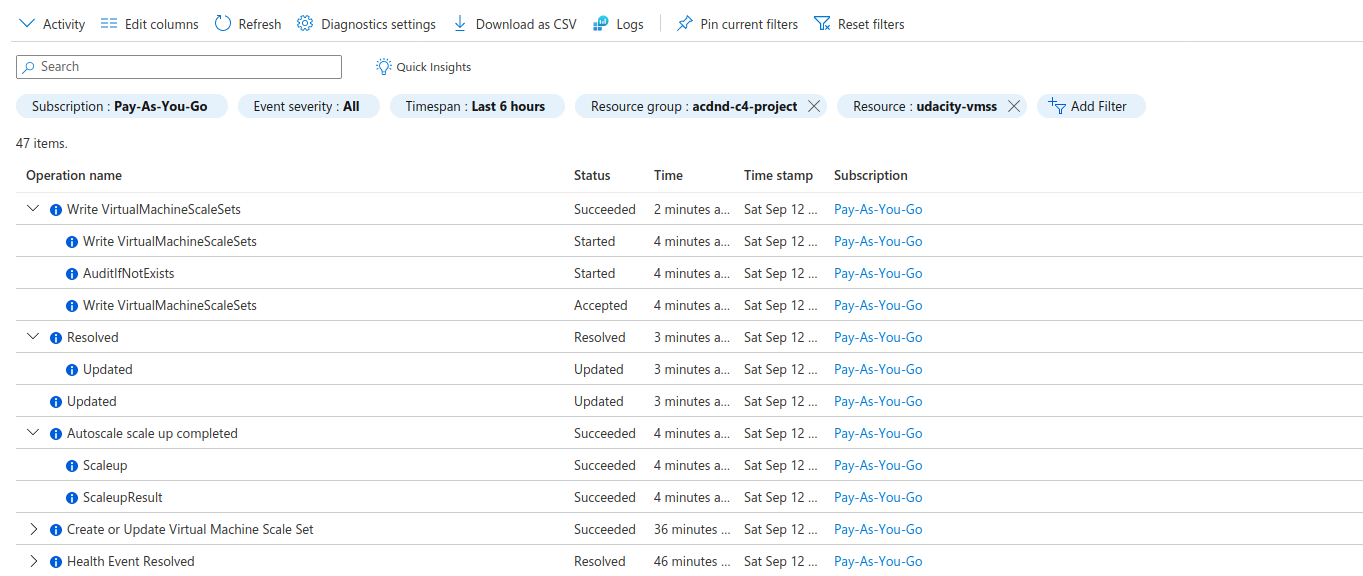 Activity Edit columns Refresh Diagnostics settings Download as CSV Logs Pin current filters Reset filters
Search Quick Insights
Subscription : Pay-As-You-Go Event severity : All Timespan : Last 6 hours Resource group : acdnd-c4-project Resource : udacity-vmss Add Filter
47 items.
Operation name Status Time Time stamp Subscription
Write VirtualMachineScaleSets Succeeded 2 minutes a... Sat Sep 12 ... Pay-As-You-Go
Write VirtualMachineScaleSets Started 4 minutes a... Sat Sep 12 ... Pay-As-You-Go
AuditIfNotExists Started 4 minutes a... Sat Sep 12 ... Pay-As-You-Go
Write VirtualMachineScaleSets Accepted 4 minutes a... Sat Sep 12 ... Pay-As-You-Go
Resolved Resolved 3 minutes a... Sat Sep 12 ... Pay-As-You-Go
Updated Updated 3 minutes a... Sat Sep 12 ... Pay-As-You-Go
Updated Updated 3 minutes a... Sat Sep 12 ... Pay-As-You-Go
Autoscale scale up completed Succeeded 4 minutes a... Sat Sep 12 ... Pay-As-You-Go
Scaleup Succeeded 4 minutes a... Sat Sep 12 ... Pay-As-You-Go
ScaleupResult Succeeded 4 minutes a... Sat Sep 12 ... Pay-As-You-Go
Create or Update Virtual Machine Scale Set Succeeded 36 minutes ... Sat Sep 12 ... Pay-As-You-Go
Health Event Resolved Resolved 46 minutes ... Sat Sep 12 ... Pay-As-You-Go